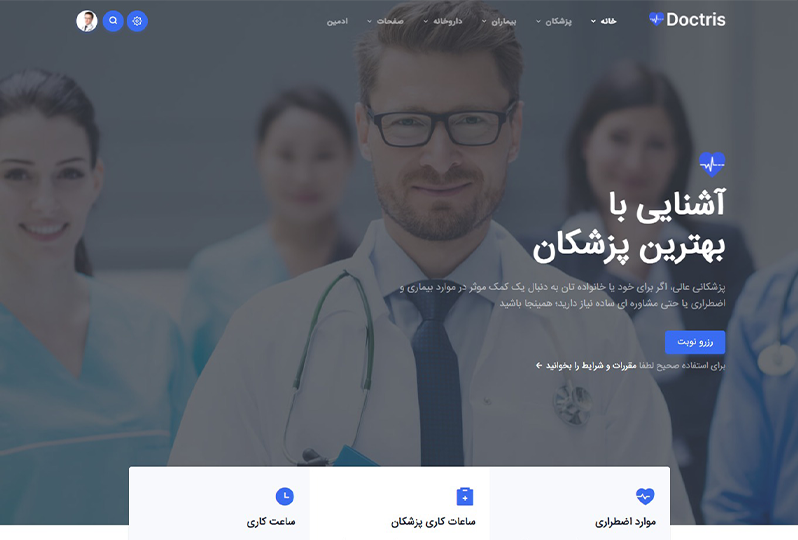 Doctris
خانه
پزشکان
بیماران
داروخانه
صفحات
ادمین
آشنایی با
بهترین پزشکان
پزشکانی عالی، اگر برای خود یا خانواده تان به دنبال یک کمک موثر در موارد بیماری و
اضطراری یا حتی مشاوره ای ساده نیاز دارید؛ همینجا باشید
رزرو نوبت
برای استفاده صحیح لطفا مقررات و شرایط را بخوانید ←
موارد اضطراری
ساعات کاری پزشکان
ساعت کاری